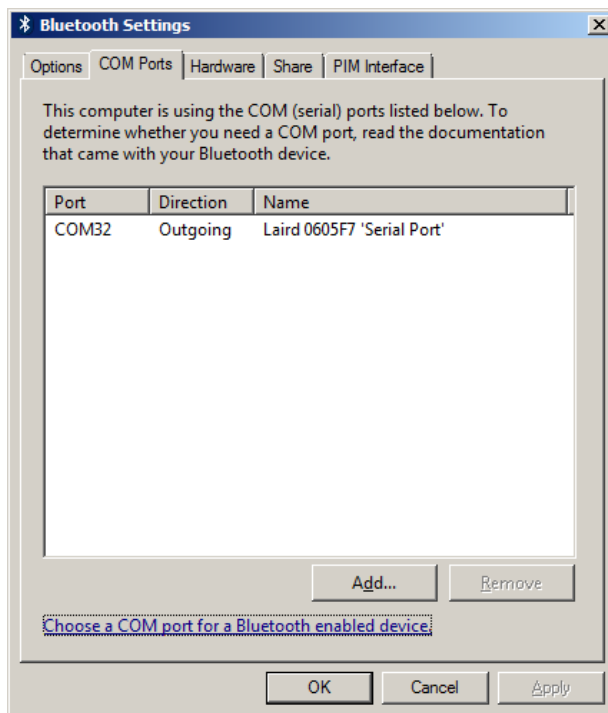 Bluetooth Settings
Options COM Ports Hardware Share PIM Interface
This computer is using the COM (serial) ports listed below. To
determine whether you need a COM port, read the documentation
that came with your Bluetooth device.
Port Direction Name
COM32 Outgoing Laird 0605F7 'Serial Port'
Add... Remove
Choose a COM port for a Bluetooth enabled device.
OK Cancel Apply